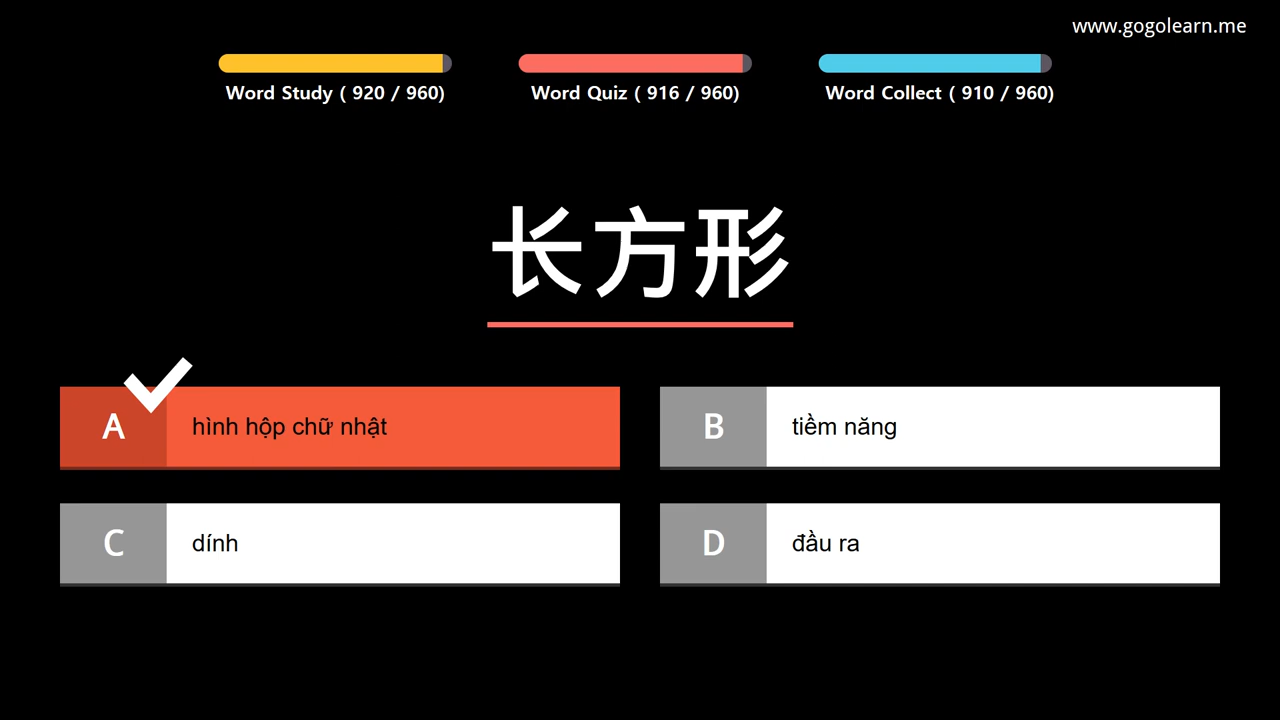 www.gogolearn.me
Word Study ( 920 / 960)
Word Quiz ( 916 / 960)
Word Collect ( 910 / 960)
长方形
A
hình hộp chữ nhật
B
tiềm năng
C
dính
D
đầu ra